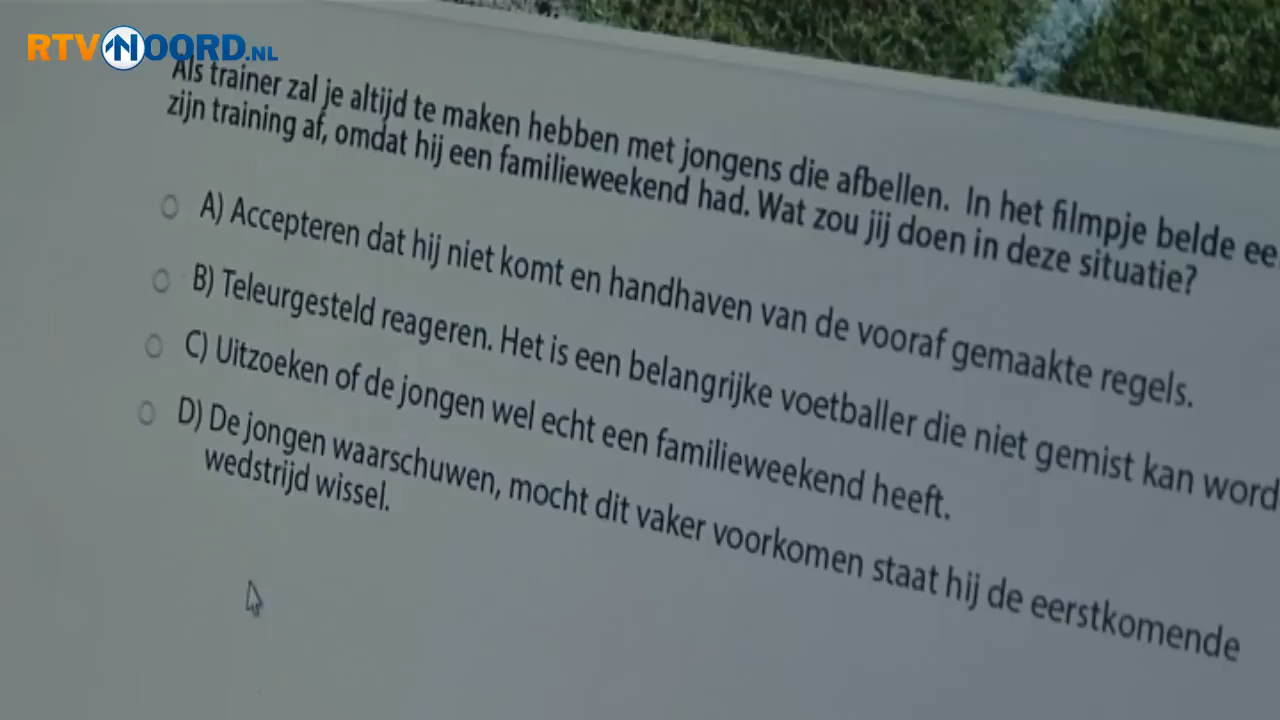 RTV NOORD.NL
Als trainer zal je altijd te maken hebben met jongens die afbellen. In het filmpje belde
zijn training af, omdat hij een familieweekend had. Wat zou jij doen in deze situatie?
A) Accepteren dat hij niet komt en handhaven van de vooraf gemaakte regels.
B) Teleurgesteld reageren. Het is een belangrijke voetballer die niet gemist kan
C) Uitzoeken of de jongen wel echt een familieweekend heeft.
D) De jongen waarschuwen, mocht dit vaker voorkomen staat hij de eerstkomende
wedstrijd wissel.